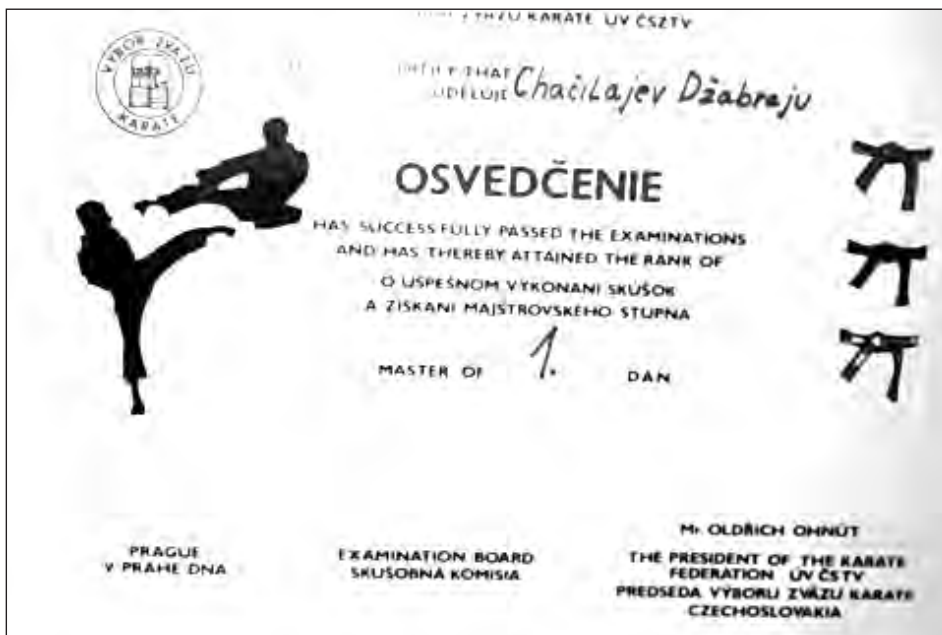 ZVÄZU KARATE ÚV ČSZTV
VÝBOR ZVÄZU
KARATE
THAT
UDEĽUJE Chačilajev Džabraju
OSVEDČENIE
HAS SUCCESSFULLY PASSED THE EXAMINATIONS
AND HAS THEREBY ATTAINED THE RANK OF
O ÚSPEŠNOM VYKONANÍ SKÚŠOK
A ZÍSKANÍ MAJSTROVSKÉHO STUPŇA
MASTER OF 1. DAN
PRAGUE
V PRAHE DŇA
EXAMINATION BOARD
SKÚŠOBNÁ KOMISIA
Mr. OLDŘICH OHNÚT
THE PRESIDENT OF THE KARATE
FEDERATION ÚV ČSTV
PREDSEDA VÝBORU ZVÄZU KARATE
CZECHOSLOVAKIA